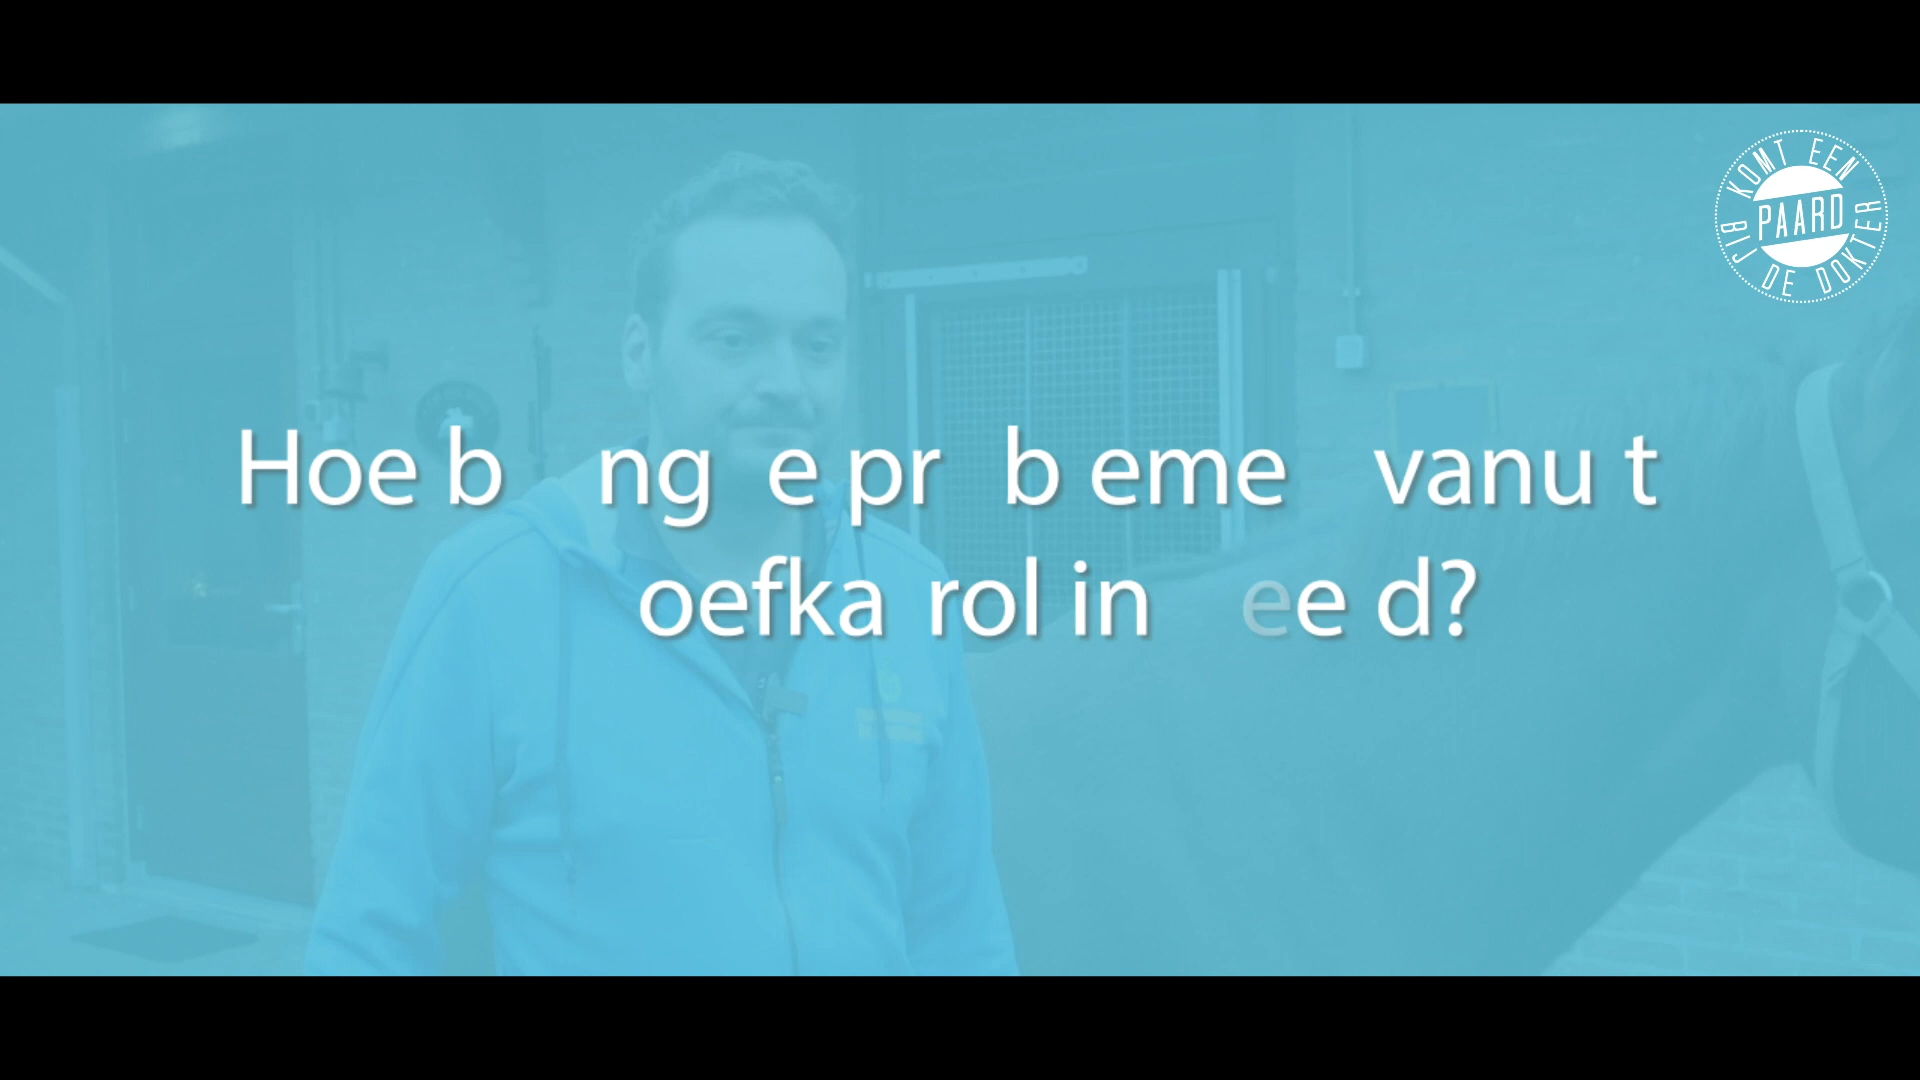 Hoe b ng e pr b eme vanu t
oefka rol in ee d?
KOMT EEN
PAARD
BIJ DE DOKTER